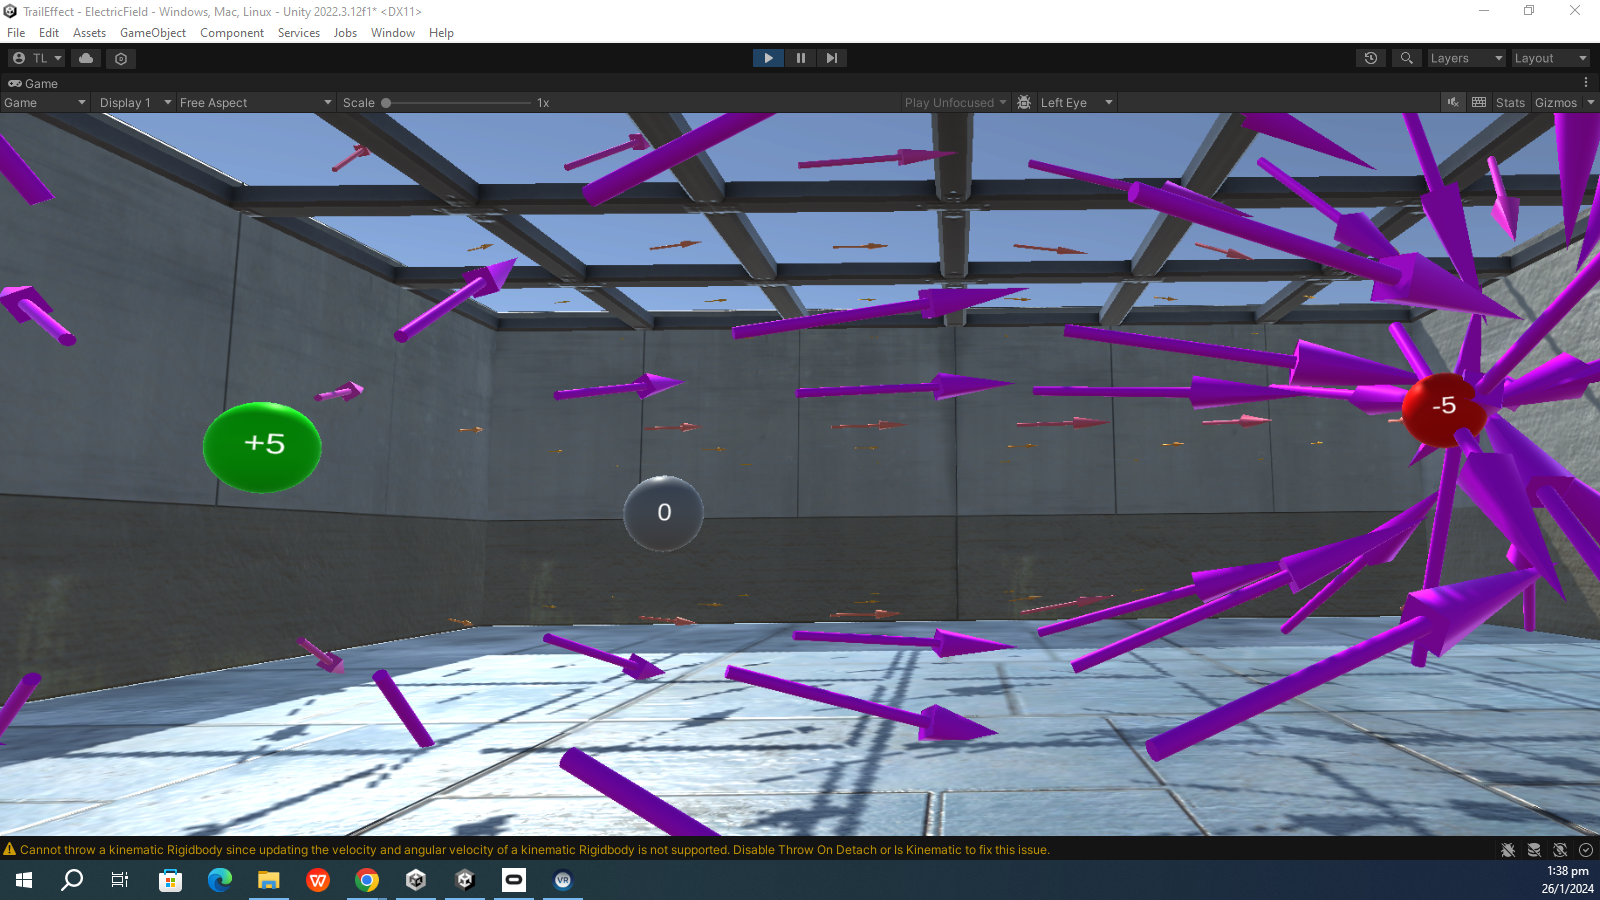 TrailEffect - ElectricField - Windows, Mac, Linux - Unity 2022.3.12f1* <DX11>
File Edit Assets GameObject Component Services Jobs Window Help
TL Layers Layout
Game
Game Display 1 Free Aspect Scale 1x Play Unfocused Left Eye Stats Gizmos
-5
+5
0
Cannot throw a kinematic Rigidbody since updating the velocity and angular velocity of a kinematic Rigidbody is not supported. Disable Throw On Detach or Is Kinematic to fix this issue.
W VR 1:38 pm
26/1/2024